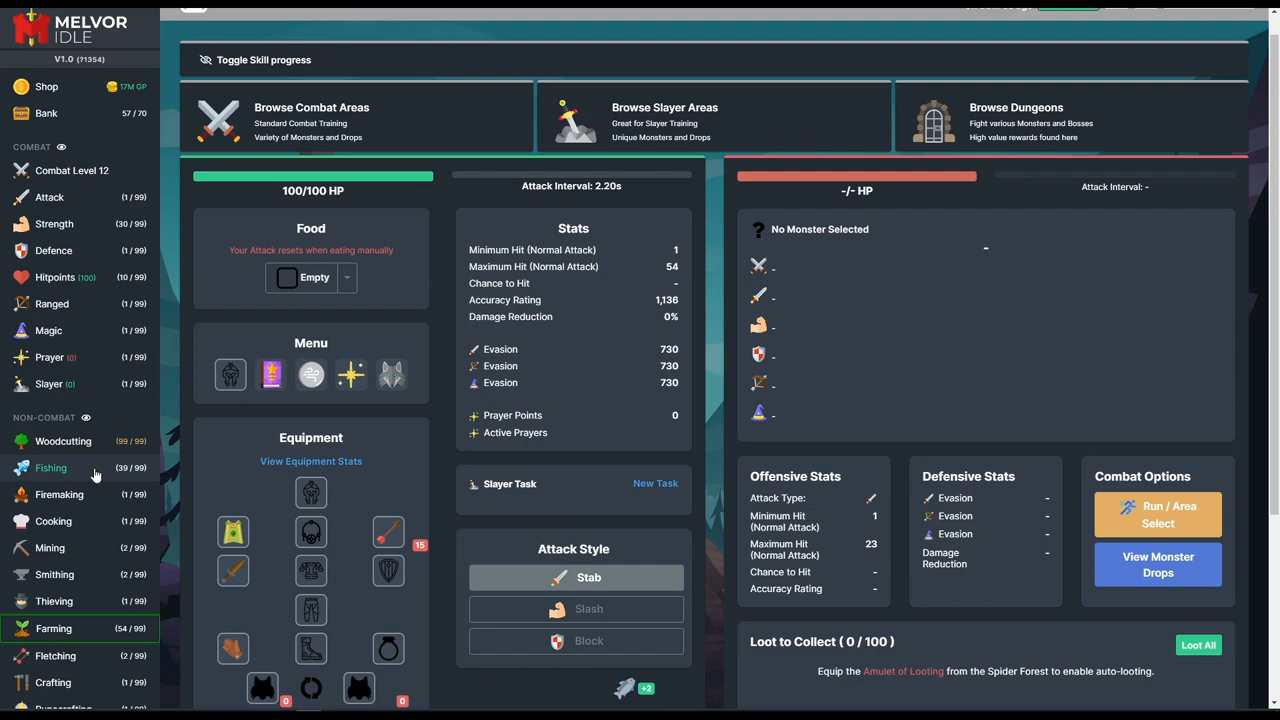 MELVOR
IDLE
V1.0 (?1354)
Shop 17M GP
Bank 57 / 70
COMBAT
Combat Level 12
Attack (1 / 99)
Strength (30 / 99)
Defence (1 / 99)
Hitpoints (100) (10 / 99)
Ranged (1 / 99)
Magic (1 / 99)
Prayer (0) (1 / 99)
Slayer (0) (1 / 99)
NON-COMBAT
Woodcutting (99 / 99)
Fishing (39 / 99)
Firemaking (1 / 99)
Cooking (1 / 99)
Mining (2 / 99)
Smithing (2 / 99)
Thieving (1 / 99)
Farming (54 / 99)
Fletching (2 / 99)
Crafting (1 / 99)
Toggle Skill progress
Browse Combat Areas
Standard Combat Training
Variety of Monsters and Drops
Browse Slayer Areas
Great for Slayer Training
Unique Monsters and Drops
Browse Dungeons
Fight various Monsters and Bosses
High value rewards found here
100/100 HP
Attack Interval: 2.20s
Food
Your Attack resets when eating manually
Empty
Menu
Equipment
View Equipment Stats
15
0
0
Stats
Minimum Hit (Normal Attack) 1
Maximum Hit (Normal Attack) 54
Chance to Hit -
Accuracy Rating 1,136
Damage Reduction 0%
Evasion 730
Evasion 730
Evasion 730
Prayer Points 0
Active Prayers
Slayer Task New Task
Attack Style
Stab
Slash
Block
+2
-/- HP
Attack Interval: -
? No Monster Selected
-
-
-
-
-
-
-
Offensive Stats
Attack Type:
Minimum Hit
(Normal Attack) 1
Maximum Hit
(Normal Attack) 23
Chance to Hit -
Accuracy Rating -
Defensive Stats
Evasion -
Evasion -
Evasion -
Damage
Reduction -
Combat Options
Run / Area
Select
View Monster
Drops
Loot to Collect ( 0 / 100 )
Loot All
Equip the Amulet of Looting from the Spider Forest to enable auto-looting.